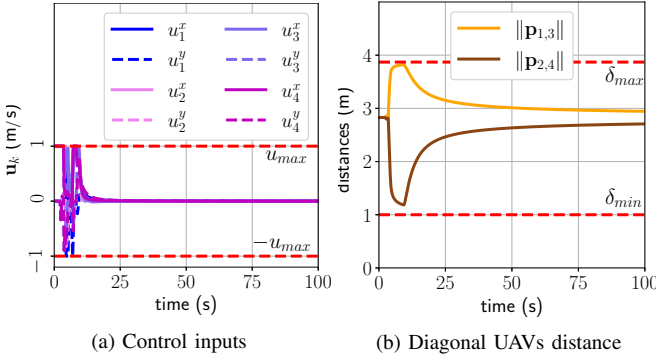 u_1^x u_3^x
u_1^y u_3^y
u_2^x u_4^x
u_2^y u_4^y
u_k (m/s)
1
0
−1
u_max
−u_max
0 25 50 75 100
time (s)
(a) Control inputs
‖p_{1,3}‖
‖p_{2,4}‖
distances (m)
5
4
3
2
1
0
δ_max
δ_min
0 25 50 75 100
time (s)
(b) Diagonal UAVs distance